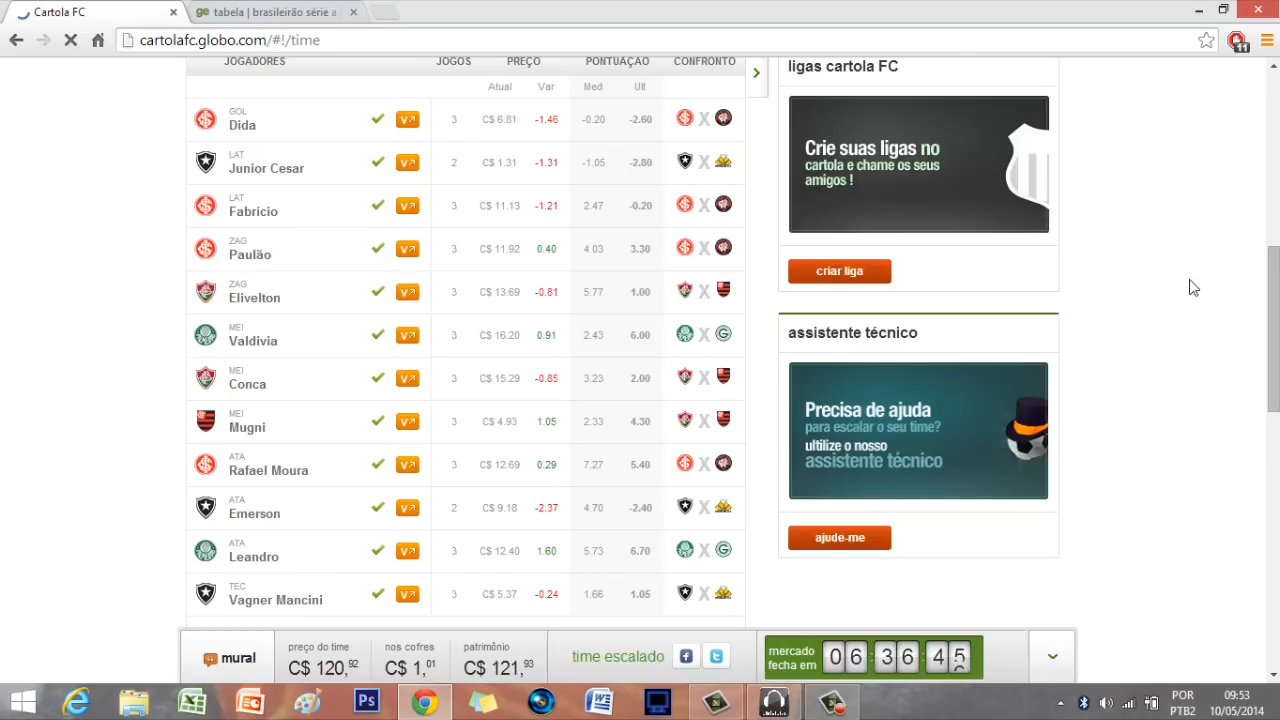 Cartola FC
ge tabela | brasileirão série a
cartolafc.globo.com/#!/time
11
JOGADORES JOGOS PREÇO PONTUAÇÃO CONFRONTO
Atual Var Med Ult
GOL
Dida V 3 C$ 6.81 -1.46 -0.20 -2.60 X
LAT
Junior Cesar V 2 C$ 1.31 -1.31 -1.05 -2.80 X
LAT
Fabrício V 3 C$ 11.13 -1.21 2.47 -0.20 X
ZAG
Paulão V 3 C$ 11.92 0.40 4.03 3.30 X
ZAG
Elivelton V 3 C$ 13.69 -0.81 5.77 1.00 X
MEI
Valdivia V 3 C$ 16.20 0.91 2.43 6.00 X
MEI
Conca V 3 C$ 15.29 -0.85 3.23 2.00 X
MEI
Mugni V 3 C$ 4.93 1.05 2.33 4.30 X
ATA
Rafael Moura V 3 C$ 12.69 0.29 7.27 5.40 X
ATA
Emerson V 2 C$ 9.18 -2.37 4.70 -2.40 X
ATA
Leandro V 3 C$ 12.40 1.60 5.73 6.70 X
TEC
Vagner Mancini V 3 C$ 5.37 -0.24 1.66 1.05 X
ligas cartola FC
Crie suas ligas no
cartola e chame os seus
amigos !
criar liga
assistente técnico
Precisa de ajuda
para escalar o seu time?
ultilize o nosso
assistente técnico
ajude-me
mural
preço do time
C$ 120,92
nos cofres
C$ 1,01
patrimônio
C$ 121,93
time escalado
mercado
fecha em
06:36:45
Ps
POR
PTB2
09:53
10/05/2014